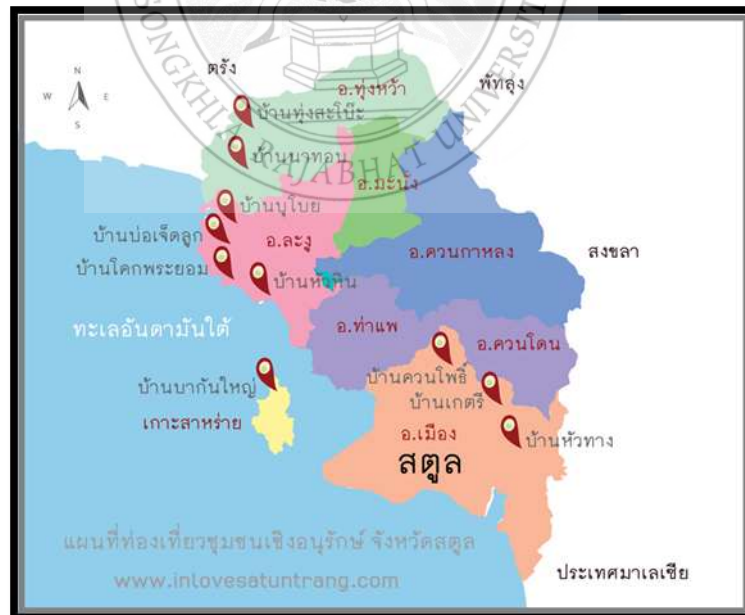 SONGKHLA RAJABHAT UNIVERSITY
ตรัง
พัทลุง
N
W E
S
อ.ทุ่งหว้า
บ้านทุ่งสะโบ๊ะ
บ้านนาทอน
อ.มะนัง
บ้านบูโบย
บ้านบ่อเจ็ดลูก
อ.ละงู
อ.ควนกาหลง
สงขลา
บ้านโคกพระยอม
บ้านหัวหิน
ทะเลอันดามันใต้
อ.ท่าแพ
อ.ควนโดน
บ้านบากันใหญ่
บ้านควนโพธิ์
บ้านเกตรี
เกาะสาหร่าย
อ.เมือง
บ้านหัวทาง
สตูล
แผนที่ท่องเที่ยวชุมชนเชิงอนุรักษ์ จังหวัดสตูล
www.inlovesatuntrang.com
ประเทศมาเลเซีย